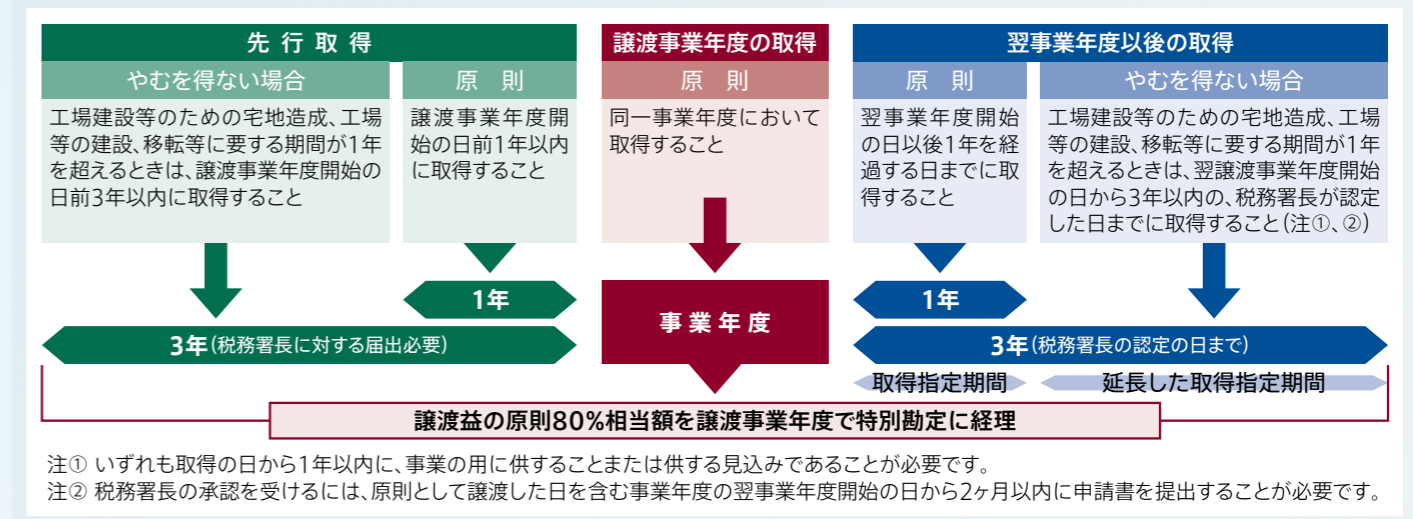 先行取得
やむを得ない場合
工場建設等のための宅地造成、工場
等の建設、移転等に要する期間が1年
を超えるときは、譲渡事業年度開始の
日前3年以内に取得すること
原 則
譲渡事業年度開
始の日前1年以内
に取得すること
譲渡事業年度の取得
原 則
同一事業年度において
取得すること
翌事業年度以後の取得
原 則
翌事業年度開始
の日以後1年を経
過する日までに取
得すること
やむを得ない場合
工場建設等のための宅地造成、工場
等の建設、移転等に要する期間が1年
を超えるときは、翌譲渡事業年度開始
の日から3年以内の、税務署長が認定
した日までに取得すること(注①、②)
1年
3年(税務署長に対する届出必要)
事業年度
1年
3年(税務署長の認定の日まで)
取得指定期間
延長した取得指定期間
譲渡益の原則80%相当額を譲渡事業年度で特別勘定に経理
注① いずれも取得の日から1年以内に、事業の用に供することまたは供する見込みであることが必要です。
注② 税務署長の承認を受けるには、原則として譲渡した日を含む事業年度の翌事業年度開始の日から2ヶ月以内に申請書を提出することが必要です。